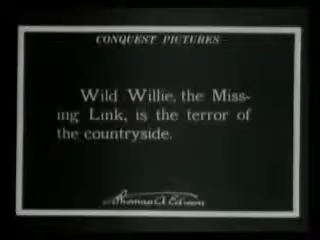 CONQUEST PICTURES
Wild Willie, the Miss-
ing Link, is the terror of
the countryside.
Thomas A Edison